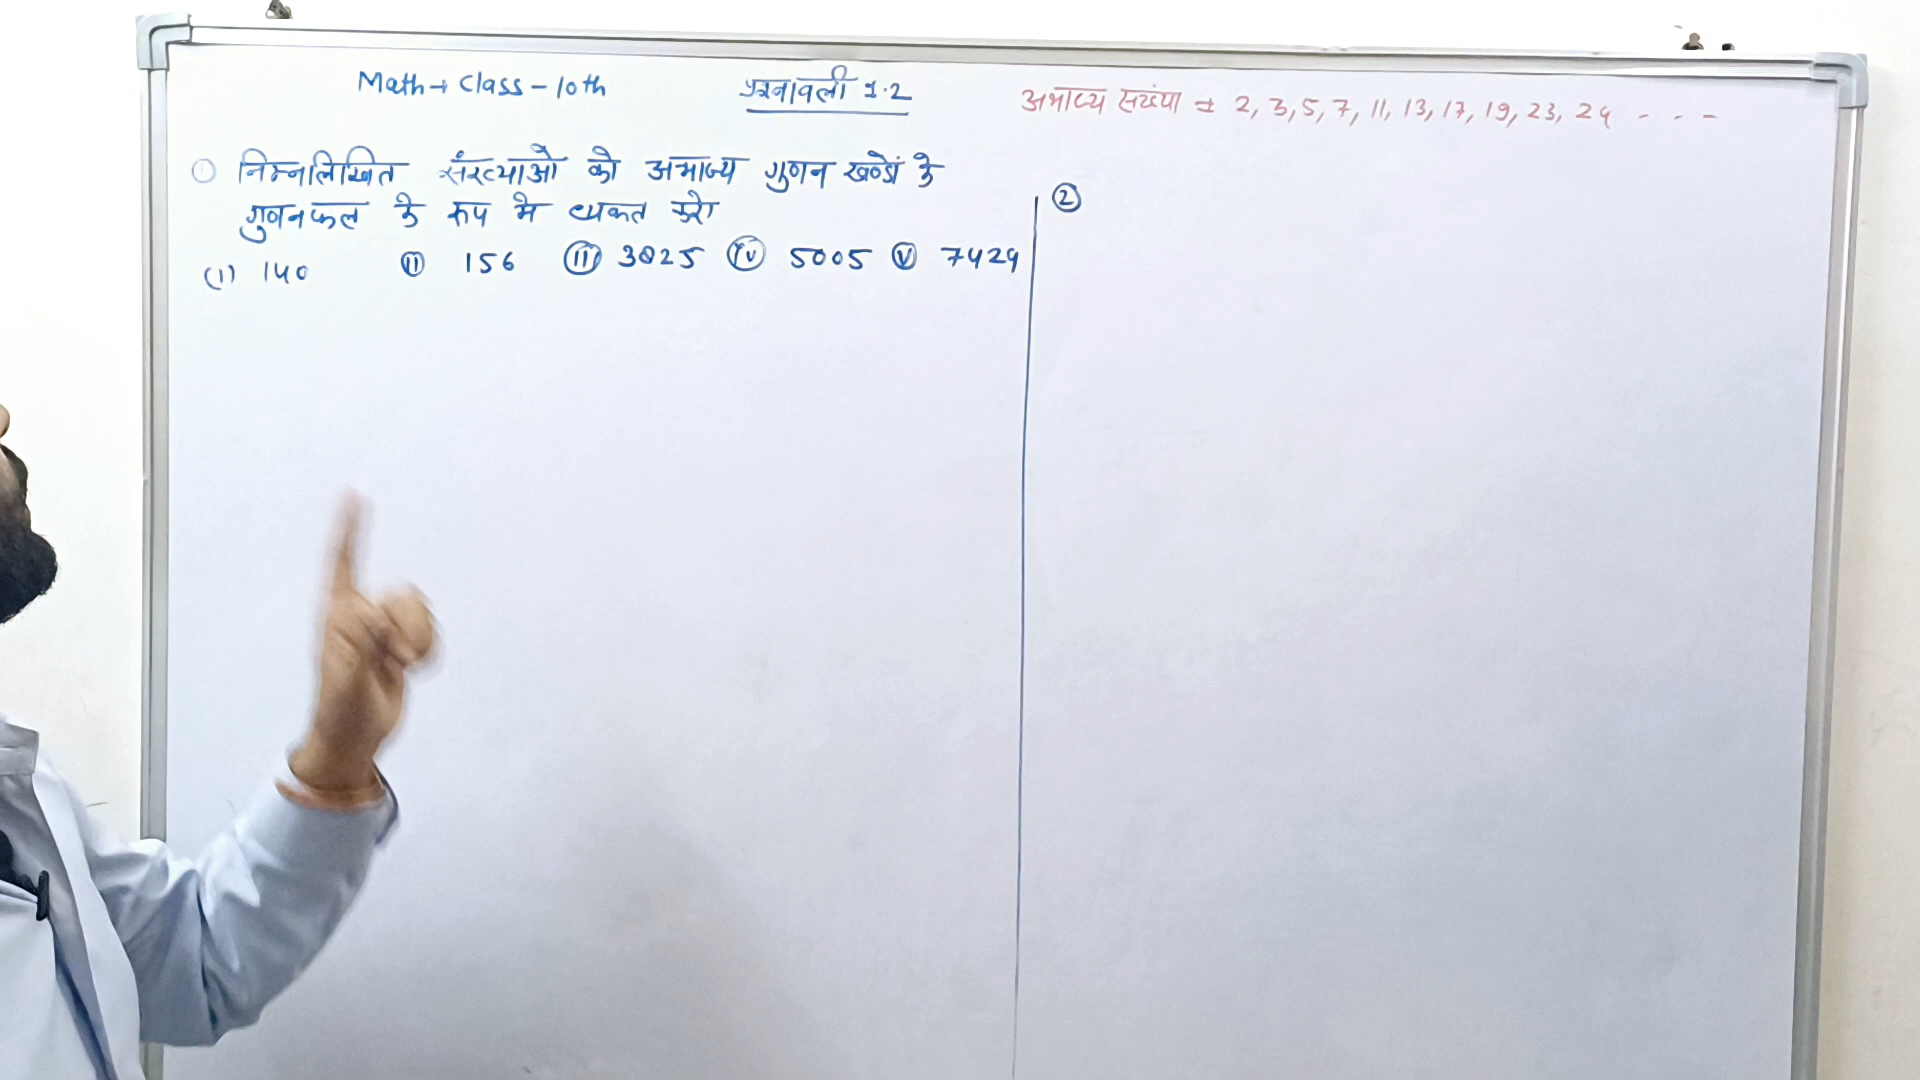 Math → Class - 10th
प्रश्नावली 1.2
अभाज्य सख्या = 2, 3, 5, 7, 11, 13, 17, 19, 23, 29 - - -
① निम्नलिखित संख्याओं को अभाज्य गुणन खण्डों के
गुणनफल के रूप मे व्यक्त करो
(i) 140 (ii) 156 (iii) 3825 (iv) 5005 (v) 7429
②